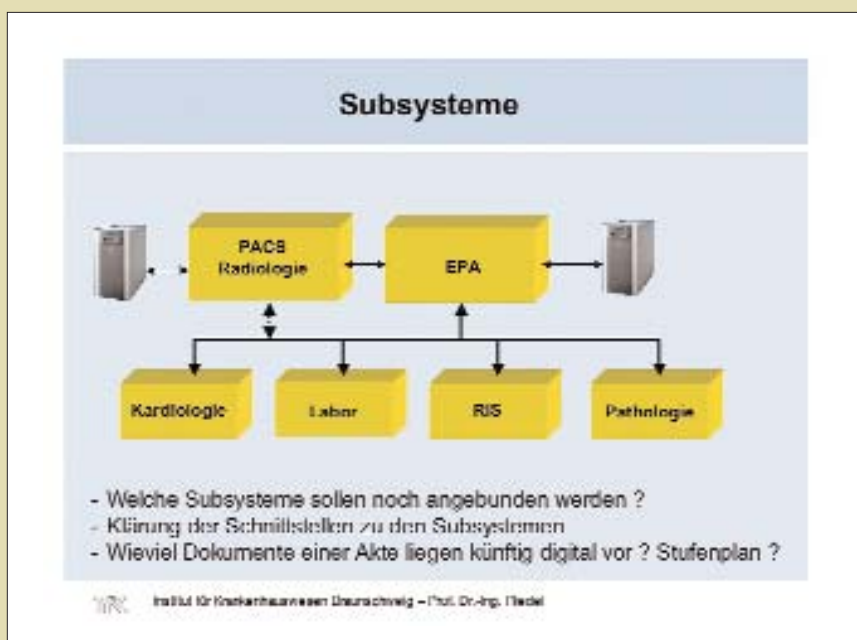 Subsysteme
PACS
Radiologie
EPA
Kardiologie
Labor
RIS
Pathologie
- Welche Subsysteme sollen noch angebunden werden ?
- Klärung der Schnittstellen zu den Subsystemen
- Wieviel Dokumente einer Akte liegen künftig digital vor ? Stufenplan ?
Institut für Krankenhauswesen Braunschweig – Prof. Dr.-Ing. Riedel